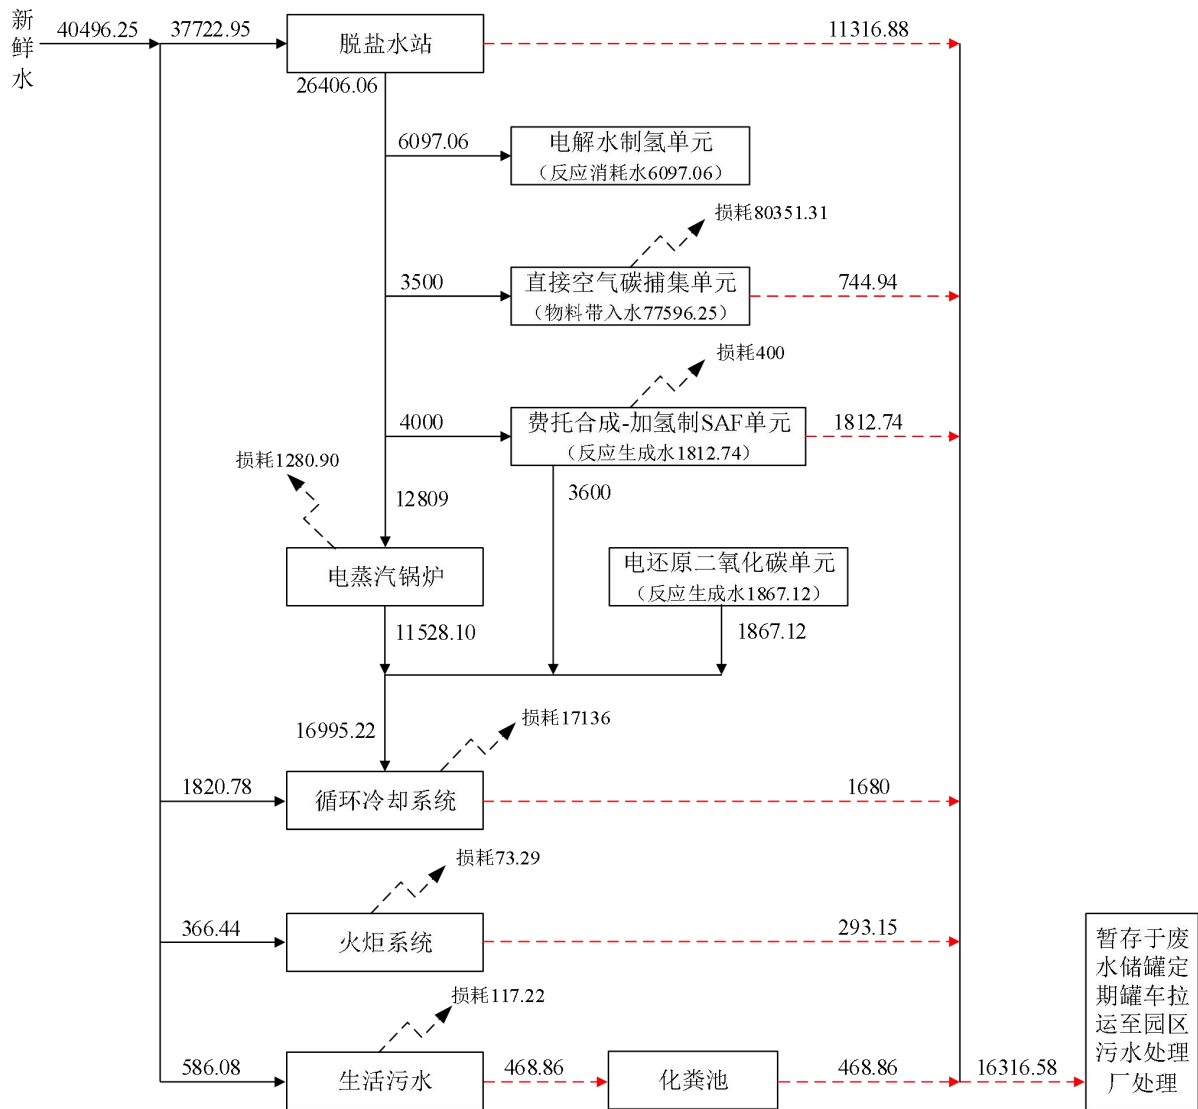 新
鲜
水
40496.25
37722.95
脱盐水站
11316.88
26406.06
6097.06
电解水制氢单元
（反应消耗水6097.06）
损耗80351.31
3500
直接空气碳捕集单元
（物料带入水77596.25）
744.94
损耗400
4000
费托合成-加氢制SAF单元
（反应生成水1812.74）
1812.74
损耗1280.90
12809
3600
电蒸汽锅炉
电还原二氧化碳单元
（反应生成水1867.12）
11528.10
1867.12
16995.22
损耗17136
1820.78
循环冷却系统
1680
损耗73.29
366.44
火炬系统
293.15
损耗117.22
586.08
生活污水
468.86
化粪池
468.86
16316.58
暂存于废
水储罐定
期罐车拉
运至园区
污水处理
厂处理